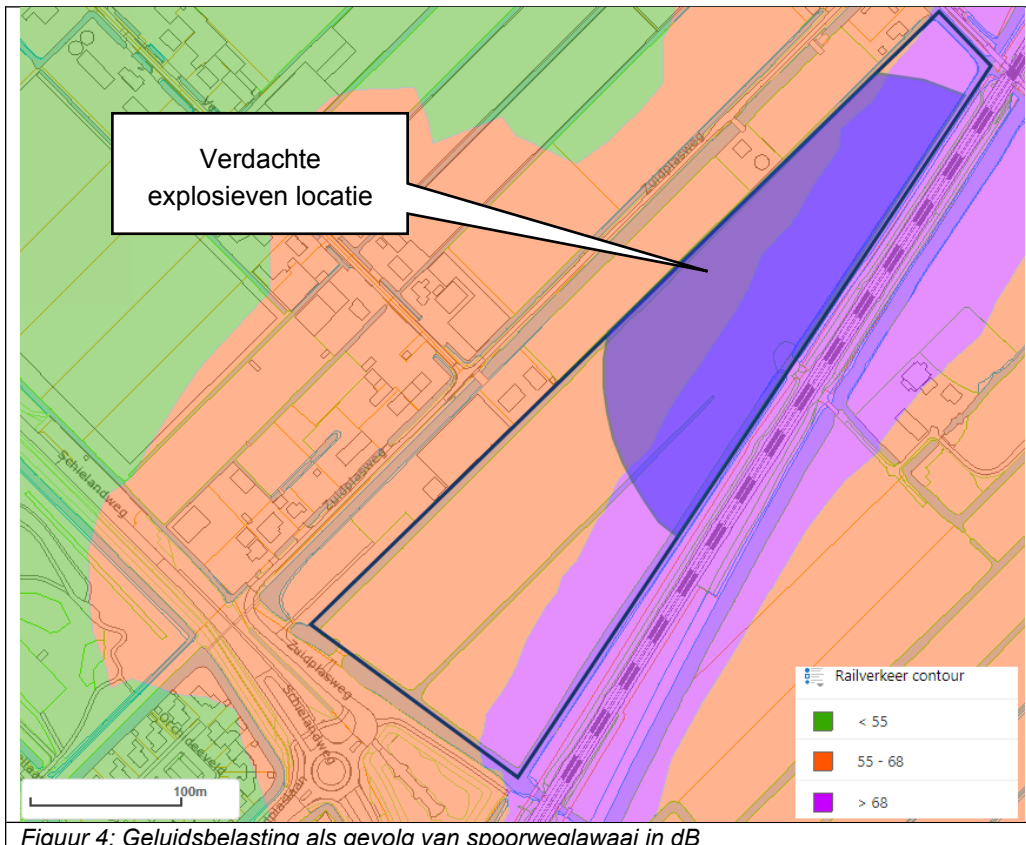 Verdachte
explosieven locatie
Zuidplasweg
Zuidplasweg
Schielandweg
Zuidplasweg
Schielandweg
100m
Railverkeer contour
< 55
55 - 68
> 68
Figuur 4: Geluidsbelasting als gevolg van spoorweglawaai in dB